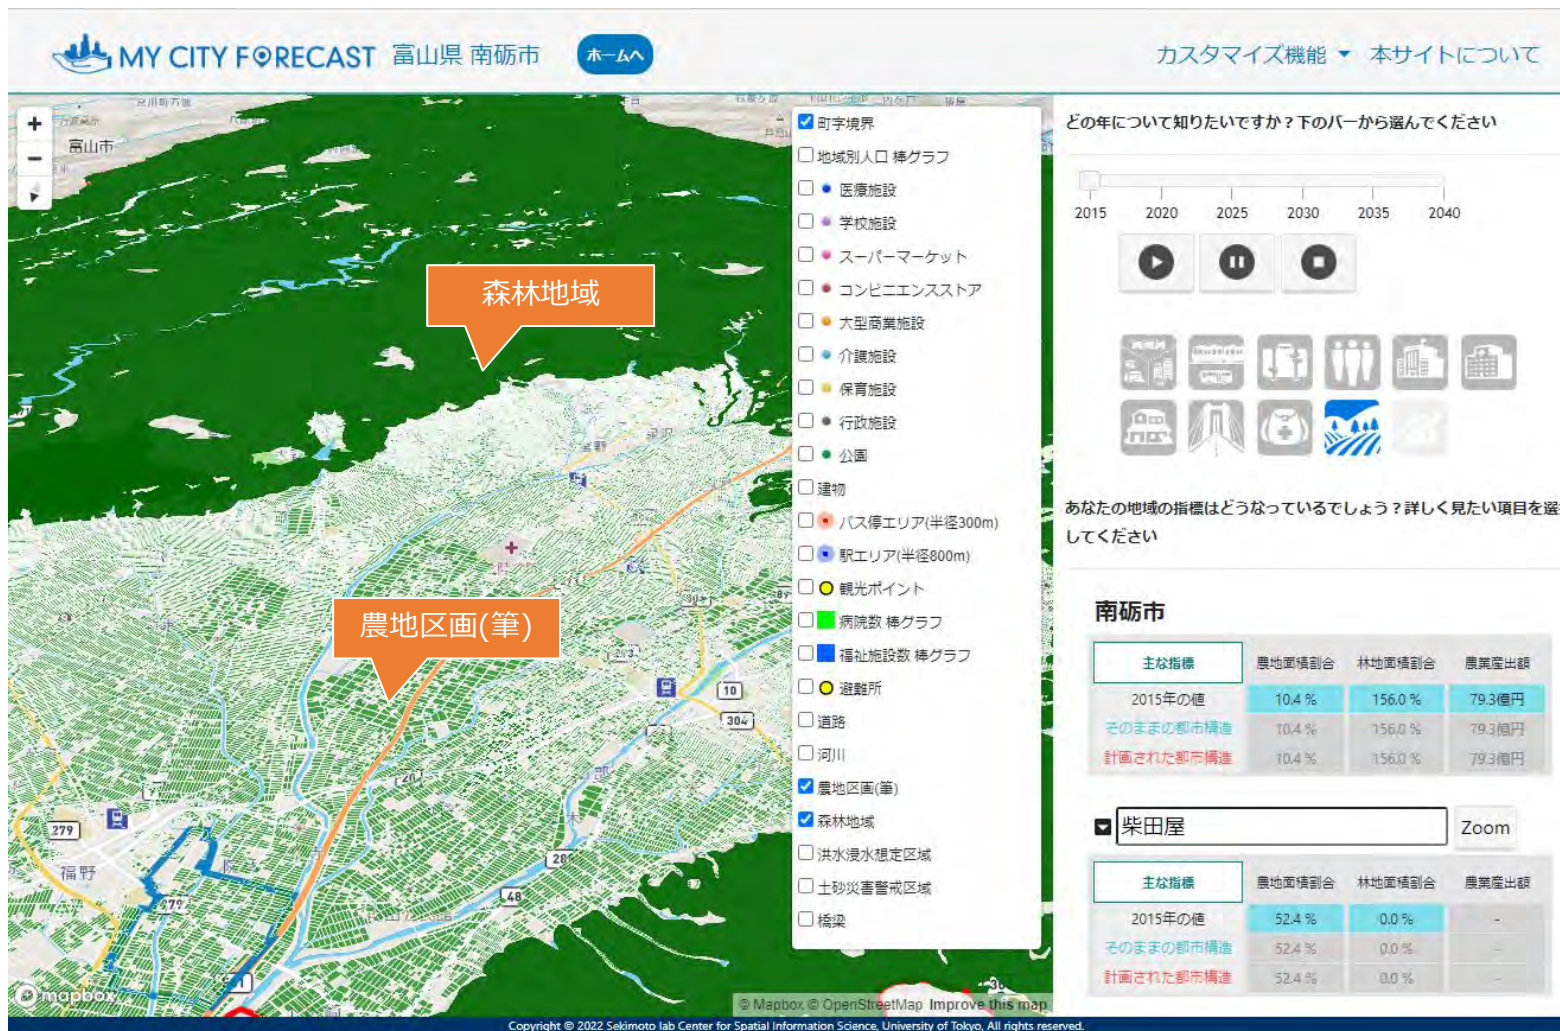 MY CITY FORECAST 富山県 南砺市 ホームへ カスタマイズ機能 本サイトについて
富山市
森林地域
農地区画(筆)
279
福野
10
304
28
48
mapbox
町字境界
地域別人口 棒グラフ
医療施設
学校施設
スーパーマーケット
コンビニエンスストア
大型商業施設
介護施設
保育施設
行政施設
公園
建物
バス停エリア(半径300m)
駅エリア(半径800m)
観光ポイント
病院数 棒グラフ
福祉施設数 棒グラフ
避難所
道路
河川
農地区画(筆)
森林地域
洪水浸水想定区域
土砂災害警戒区域
橋梁
© Mapbox © OpenStreetMap Improve this map
どの年について知りたいですか?下のバーから選んでください
2015 2020 2025 2030 2035 2040
あなたの地域の指標はどうなっているでしょう?詳しく見たい項目を選
してください
南砺市
主な指標 農地面積割合 林地面積割合 農業産出額
2015年の値 10.4 % 156.0 % 79.3億円
そのままの都市構造 10.4 % 156.0 % 79.3億円
計画された都市構造 10.4 % 156.0 % 79.3億円
柴田屋 Zoom
主な指標 農地面積割合 林地面積割合 農業産出額
2015年の値 52.4 % 0.0 % -
そのままの都市構造 52.4 % 0.0 % -
計画された都市構造 52.4 % 0.0 % -
Copyright © 2022 Sekimoto lab Center for Spatial Information Science, University of Tokyo, All rights reserved.